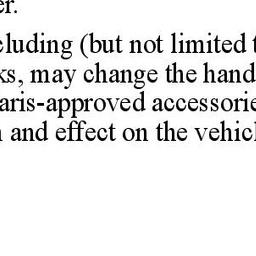 er.
cluding (but not limited t
ks, may change the hand
aris-approved accessorie
n and effect on the vehicl